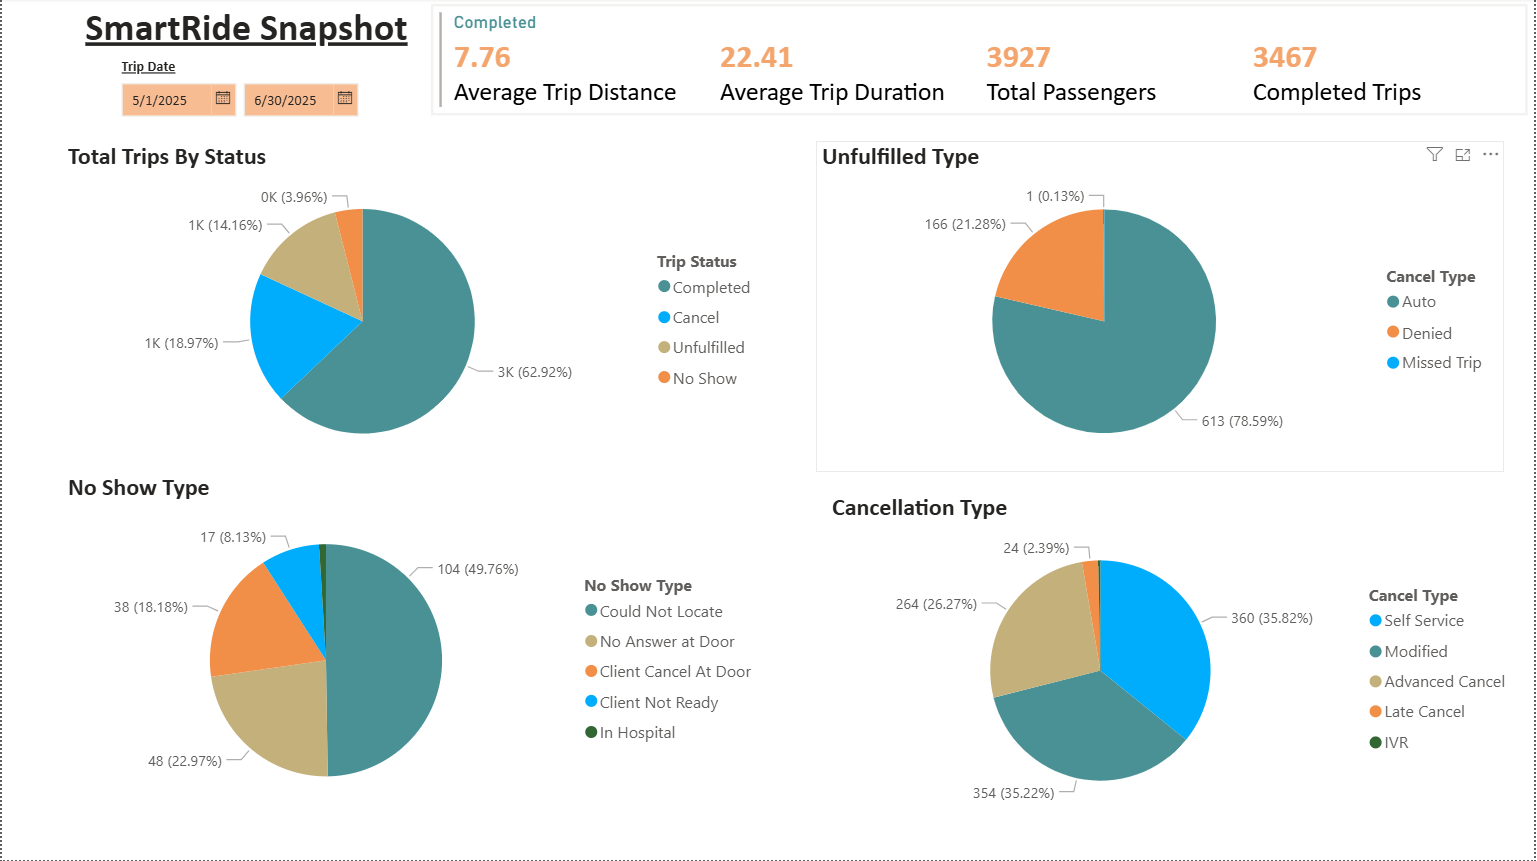 SmartRide Snapshot
Trip Date
5/1/2025
6/30/2025
Completed
7.76
Average Trip Distance
22.41
Average Trip Duration
3927
Total Passengers
3467
Completed Trips
Total Trips By Status
0K (3.96%)
1K (14.16%)
1K (18.97%)
3K (62.92%)
Trip Status
Completed
Cancel
Unfulfilled
No Show
Unfulfilled Type
1 (0.13%)
166 (21.28%)
613 (78.59%)
Cancel Type
Auto
Denied
Missed Trip
No Show Type
17 (8.13%)
104 (49.76%)
38 (18.18%)
48 (22.97%)
No Show Type
Could Not Locate
No Answer at Door
Client Cancel At Door
Client Not Ready
In Hospital
Cancellation Type
24 (2.39%)
264 (26.27%)
360 (35.82%)
354 (35.22%)
Cancel Type
Self Service
Modified
Advanced Cancel
Late Cancel
IVR